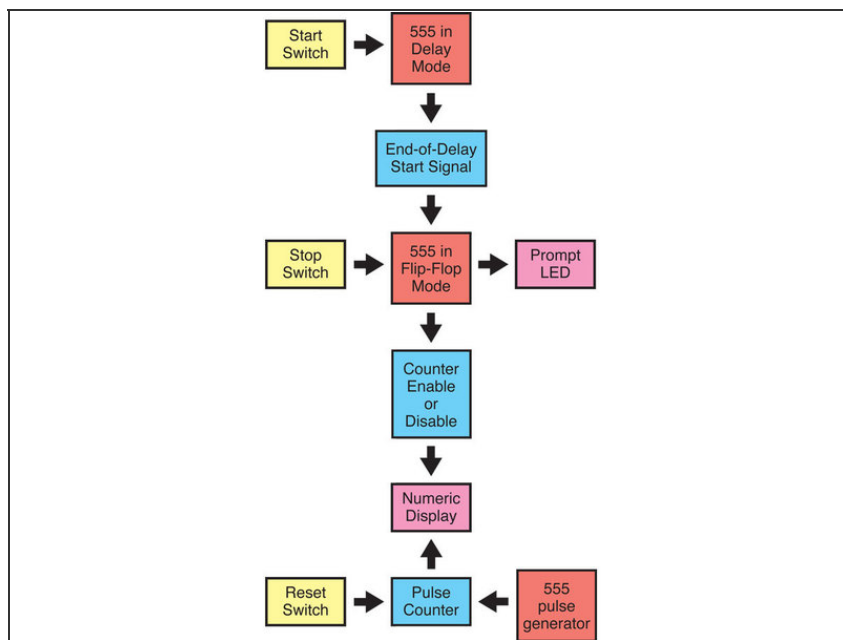 Start
Switch
555 in
Delay
Mode
End-of-Delay
Start Signal
Stop
Switch
555 in
Flip-Flop
Mode
Prompt
LED
Counter
Enable
or
Disable
Numeric
Display
Reset
Switch
Pulse
Counter
555
pulse
generator